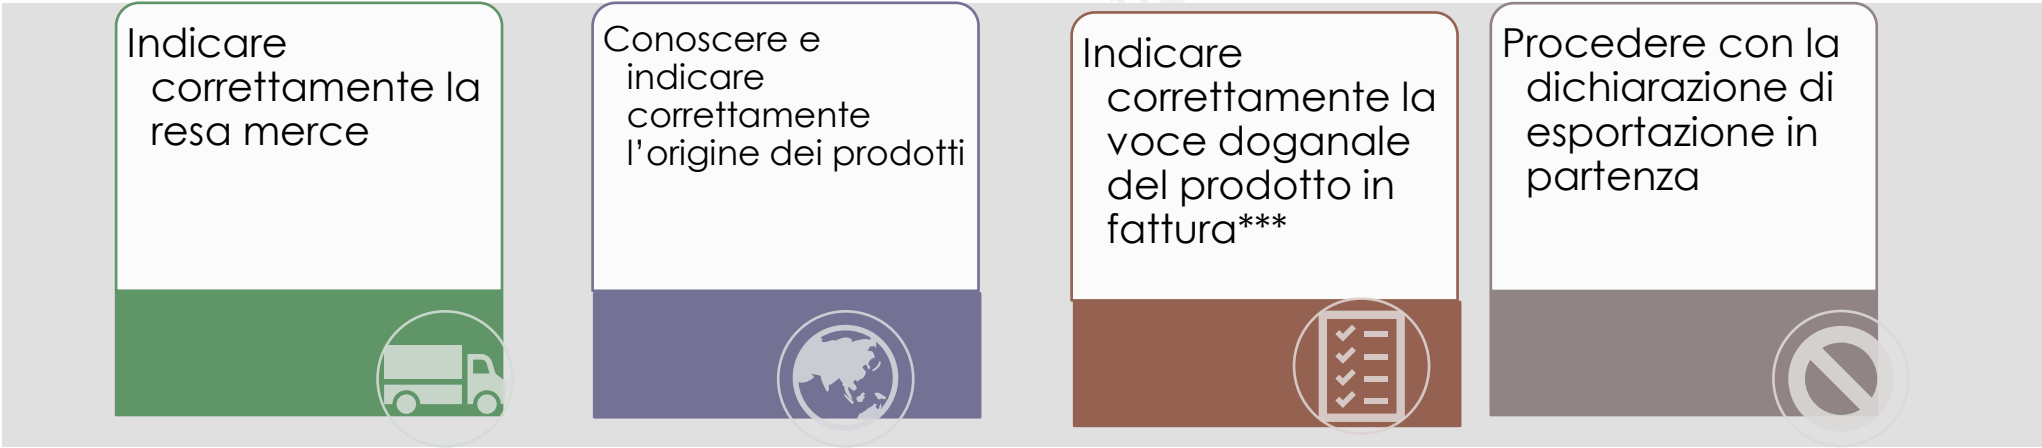 Indicare
correttamente la
resa merce
Conoscere e
indicare
correttamente
l’origine dei prodotti
Indicare
correttamente la
voce doganale
del prodotto in
fattura***
Procedere con la
dichiarazione di
esportazione in
partenza